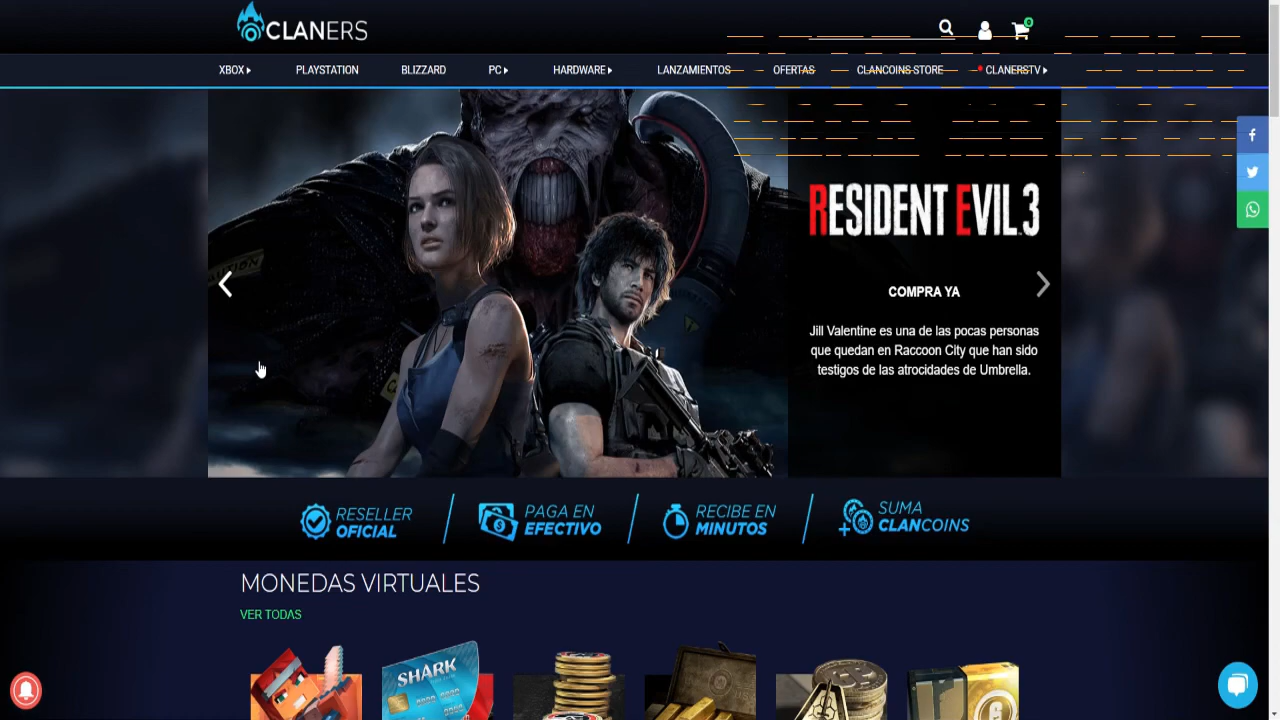 CLANERS
0
XBOX PLAYSTATION BLIZZARD PC HARDWARE LANZAMIENTOS OFERTAS CLANCOINS STORE CLANERSTV
RESIDENT EVIL 3
COMPRA YA
Jill Valentine es una de las pocas personas
que quedan en Raccoon City que han sido
testigos de las atrocidades de Umbrella.
RESELLER
OFICIAL
PAGA EN
EFECTIVO
RECIBE EN
MINUTOS
SUMA
CLANCOINS
MONEDAS VIRTUALES
VER TODAS
SHARK